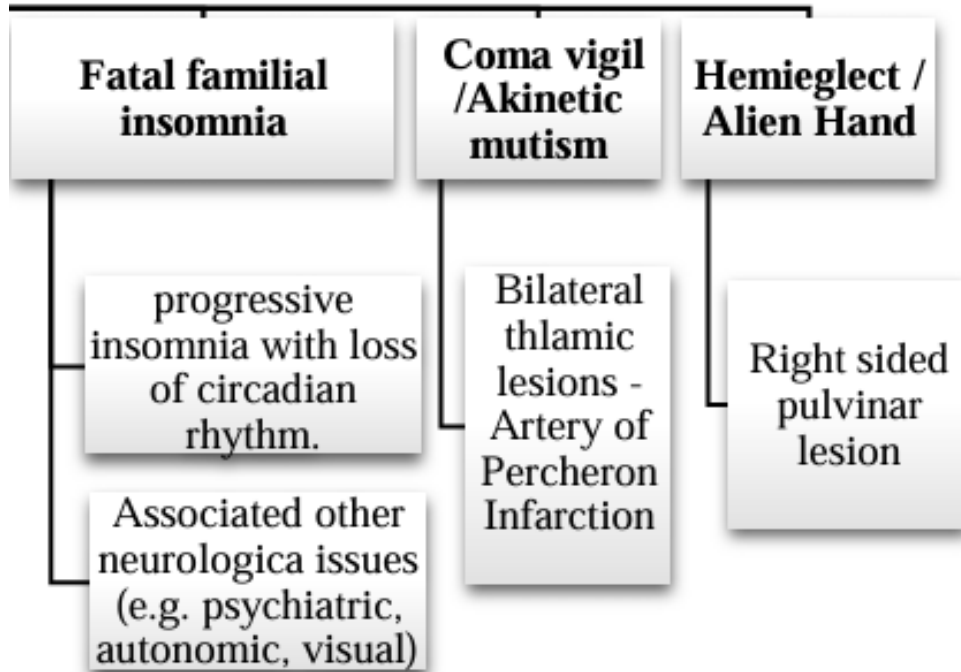 Fatal familial
insomnia
progressive
insomnia with loss
of circadian
rhythm.
Associated other
neurologica issues
(e.g. psychiatric,
autonomic, visual)
Coma vigil
/Akinetic
mutism
Bilateral
thlamic
lesions -
Artery of
Percheron
Infarction
Hemieglect /
Alien Hand
Right sided
pulvinar
lesion